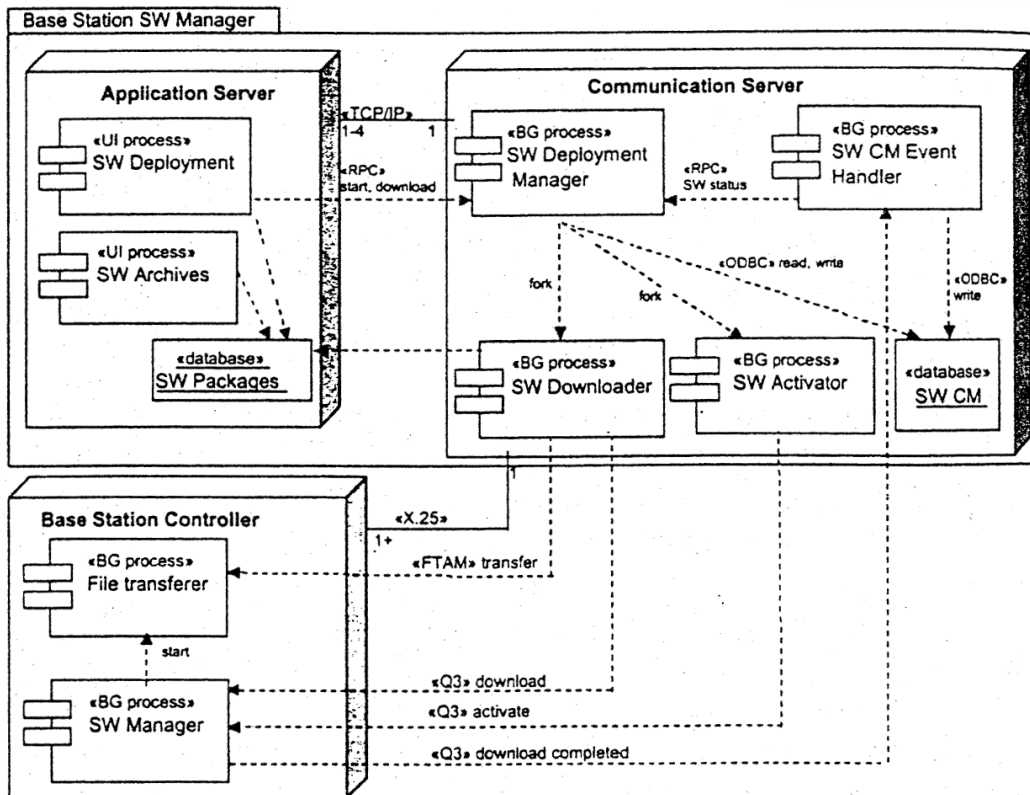 Base Station SW Manager
Application Server
«UI process»
SW Deployment
«UI process»
SW Archives
«database»
SW Packages
«TCP/IP»
1-4
1
«RPC»
start, download
Communication Server
«BG process»
SW Deployment
Manager
«BG process»
SW CM Event
Handler
«RPC»
SW status
«ODBC» read, write
«ODBC»
write
fork
fork
«BG process»
SW Downloader
«BG process»
SW Activator
«database»
SW CM
1
«X.25»
1+
Base Station Controller
«BG process»
File transferer
«FTAM» transfer
start
«BG process»
SW Manager
«Q3» download
«Q3» activate
«Q3» download completed